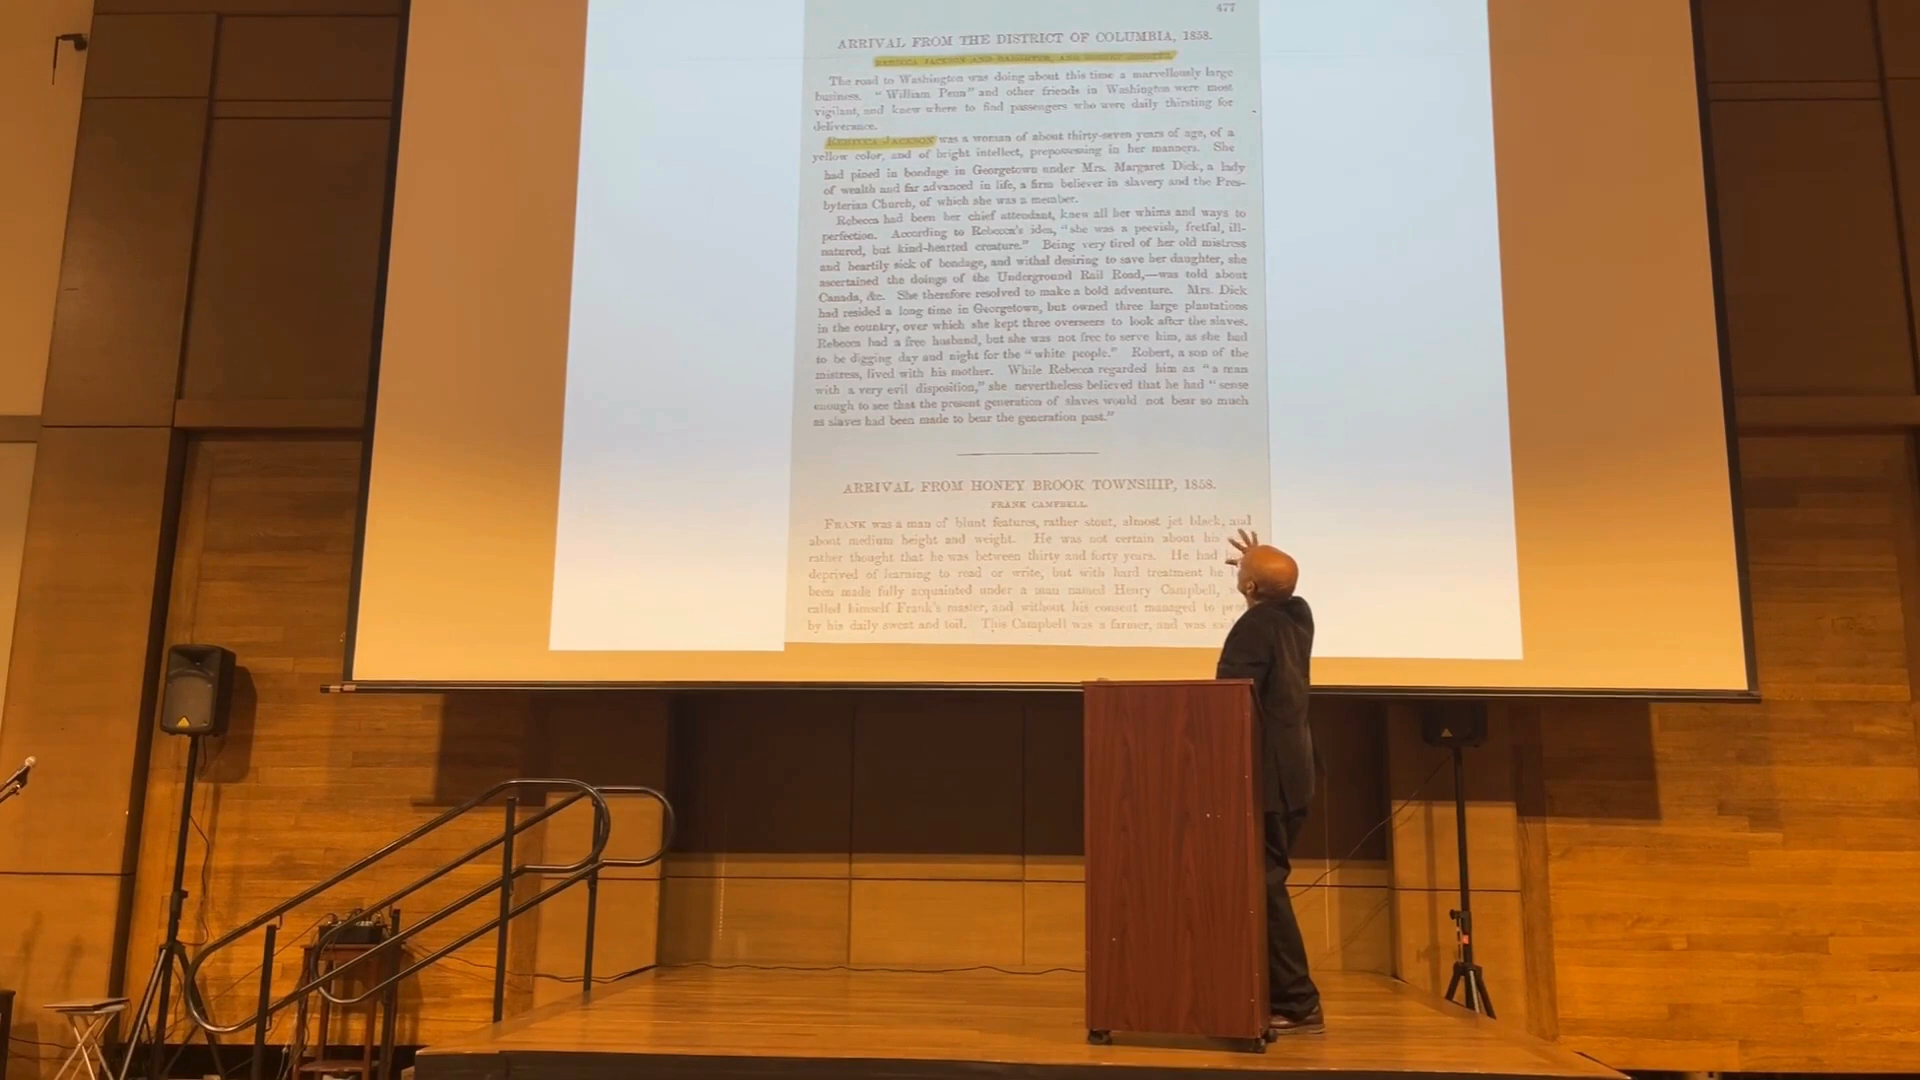 477
ARRIVAL FROM THE DISTRICT OF COLUMBIA, 1858.
REBECCA JACKSON AND DAUGHTER, AND ROBERT
The road to Washington was doing about this time a marvellously large
business. "William Penn" and other friends in Washington were most
vigilant, and knew where to find passengers who were daily thirsting for
deliverance.
REBECCA JACKSON was a woman of about thirty-seven years of age, of a
yellow color, and of bright intellect, prepossessing in her manners. She
had pined in bondage in Georgetown under Mrs. Margaret Dick, a lady
of wealth and far advanced in life, a firm believer in slavery and the Pres-
byterian Church, of which she was a member.
Rebecca had been her chief attendant, knew all her whims and ways to
perfection. According to Rebecca's idea, "she was a peevish, fretful, ill-
natured, but kind-hearted creature." Being very tired of her old mistress
and heartily sick of bondage, and withal desiring to save her daughter, she
ascertained the doings of the Underground Rail Road,—was told about
Canada, &c. She therefore resolved to make a bold adventure. Mrs. Dick
had resided a long time in Georgetown, but owned three large plantations
in the country, over which she kept three overseers to look after the slaves.
Rebecca had a free husband, but she was not free to serve him, as she had
to be digging day and night for the "white people." Robert, a son of the
mistress, lived with his mother. While Rebecca regarded him as "a man
with a very evil disposition," she nevertheless believed that he had "sense
enough to see that the present generation of slaves would not bear so much
as slaves had been made to bear the generation past."
ARRIVAL FROM HONEY BROOK TOWNSHIP, 1858.
FRANK CAMPBELL.
FRANK was a man of blunt features, rather stout, almost jet black, and
about medium height and weight. He was not certain about his
rather thought that he was between thirty and forty years. He had
deprived of learning to read or write, but with hard treatment he
been made fully acquainted under a man named Henry Campbell,
called himself Frank's master, and without his consent managed to
by his daily sweat and toil. This Campbell was a farmer, and was